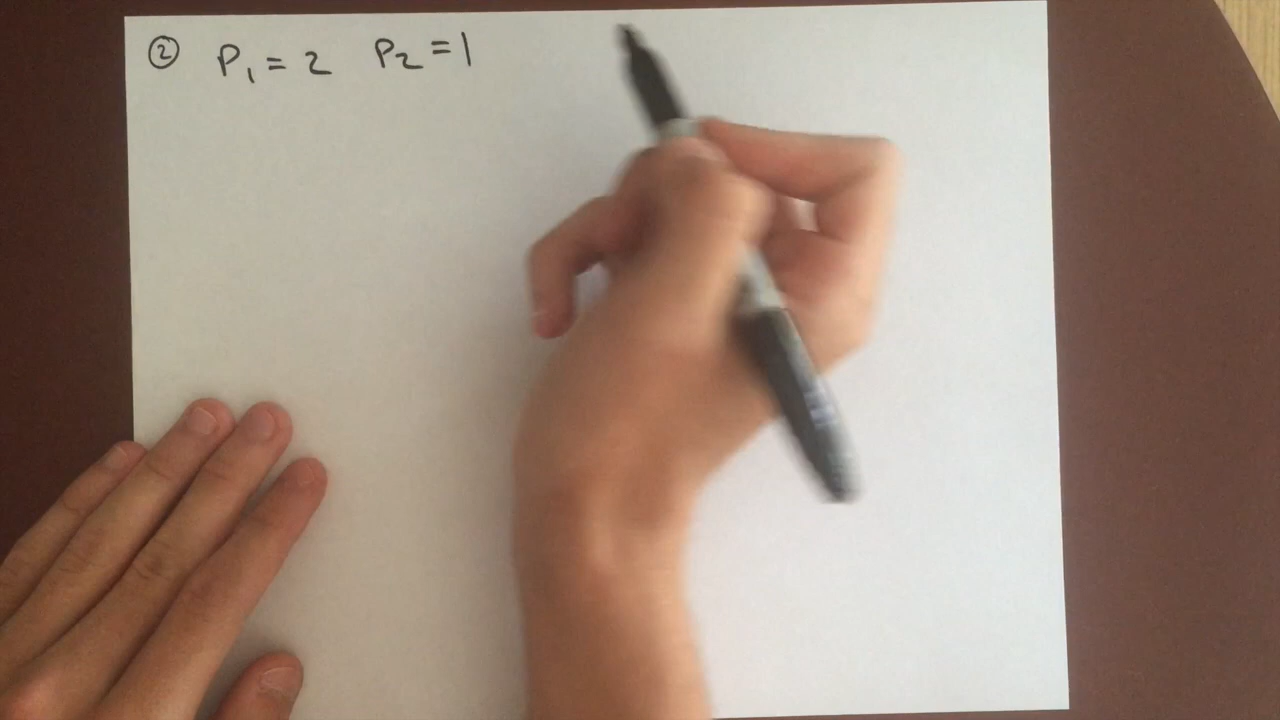 ② P₁ = 2 P₂ = 1